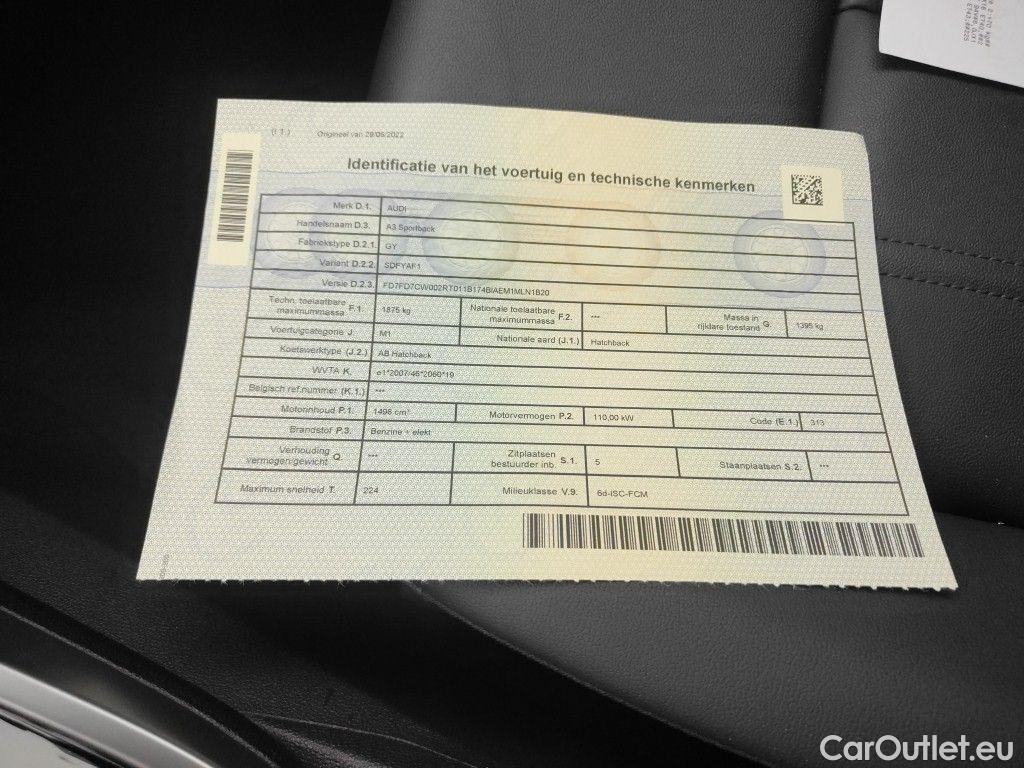 (I 1.) Origineel van 29/06/2022
Identificatie van het voertuig en technische kenmerken
Merk D.1. AUDI
Handelsnaam D.3. A3 Sportback
Fabriekstype D.2.1. GY
Variant D.2.2. SDFYAF1
Versie D.2.3. FD7FD7CW002RT011B174BIAEM1MLN1B20
Techn. toelaatbare maximummassa F.1. 1875 kg Nationale toelaatbare maximummassa F.2. --- Massa in rijklare toestand G. 1395 kg
Voertuigcategorie J. M1 Nationale aard (J.1.) Hatchback
Koetswerktype (J.2.) AB Hatchback
WVTA K. e1*2007/46*2060*19
Belgisch ref.nummer (K.1.) ---
Motorinhoud P.1. 1498 cm³ Motorvermogen P.2. 110,00 kW Code (E.1.) 313
Brandstof P.3. Benzine + elekt.
Verhouding vermogen/gewicht Q --- Zitplaatsen bestuurder inb. S.1. 5 Staanplaatsen S.2. ---
Maximum snelheid T. 224 Milieuklasse V.9. 6d-ISC-FCM
CarOutlet.eu